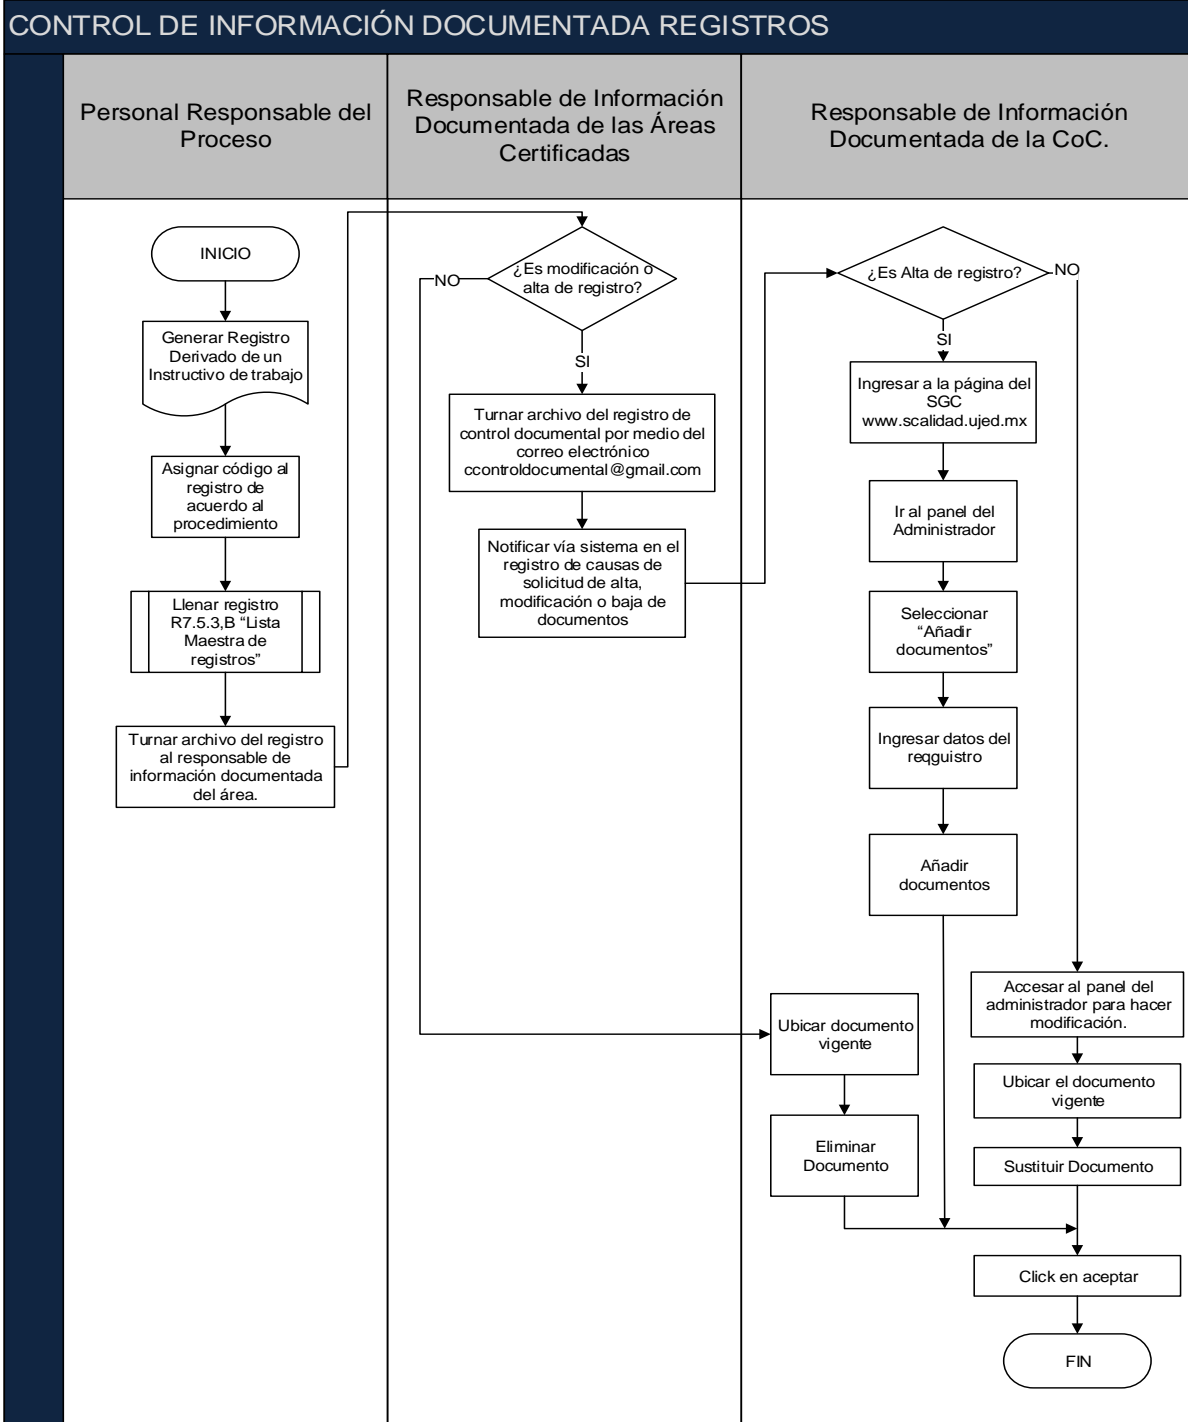 CONTROL DE INFORMACIÓN DOCUMENTADA REGISTROS
Personal Responsable del
Proceso
Responsable de Información
Documentada de las Áreas
Certificadas
Responsable de Información
Documentada de la CoC.
INICIO
Generar Registro
Derivado de un
Instructivo de trabajo
Asignar código al
registro de
acuerdo al
procedimiento
Llenar registro
R7.5.3,B “Lista
Maestra de
registros”
Turnar archivo del registro
al responsable de
información documentada
del área.
¿Es modificación o
alta de registro?
NO
SI
Turnar archivo del registro de
control documental por medio del
correo electrónico
ccontroldocumental@gmail.com
Notificar vía sistema en el
registro de causas de
solicitud de alta,
modificación o baja de
documentos
¿Es Alta de registro?
NO
SI
Ingresar a la página del
SGC
www.scalidad.ujed.mx
Ir al panel del
Administrador
Seleccionar
“Añadir
documentos”
Ingresar datos del
reqguistro
Añadir
documentos
Ubicar documento
vigente
Eliminar
Documento
Accesar al panel del
administrador para hacer
modificación.
Ubicar el documento
vigente
Sustituir Documento
Click en aceptar
FIN